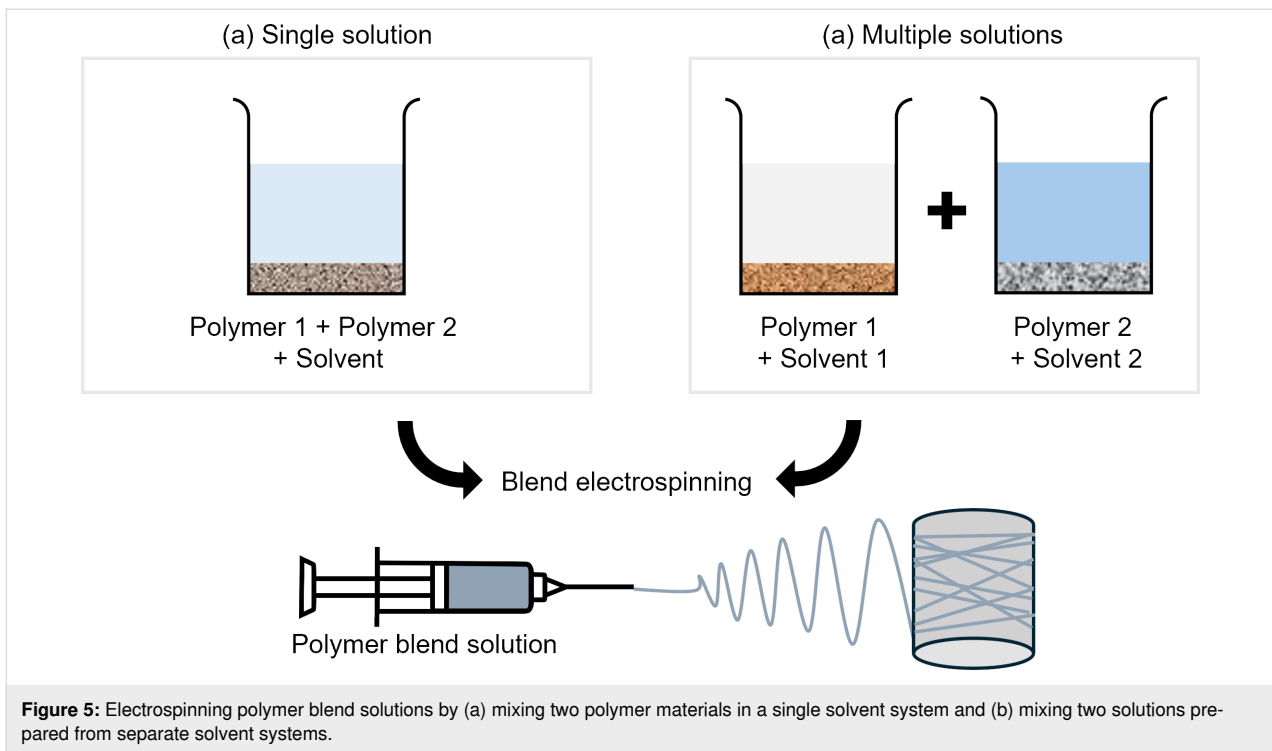 (a) Single solution
(a) Multiple solutions
Polymer 1 + Polymer 2
+ Solvent
Polymer 1
+ Solvent 1
+
Polymer 2
+ Solvent 2
Blend electrospinning
Polymer blend solution
Figure 5: Electrospinning polymer blend solutions by (a) mixing two polymer materials in a single solvent system and (b) mixing two solutions pre-
pared from separate solvent systems.